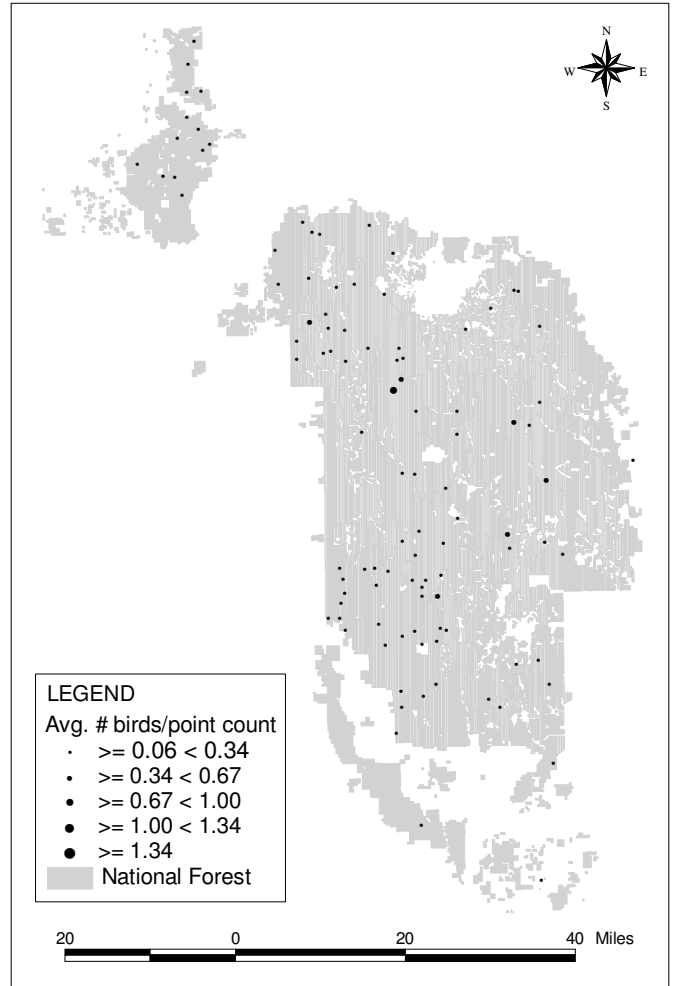 N
W E
S
LEGEND
Avg. # birds/point count
>= 0.06 < 0.34
>= 0.34 < 0.67
>= 0.67 < 1.00
>= 1.00 < 1.34
>= 1.34
National Forest
20 0 20 40 Miles